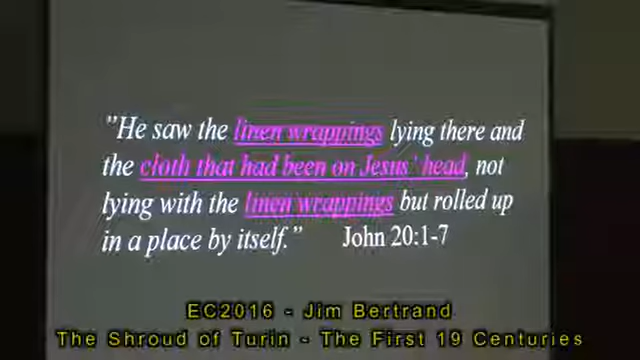 "He saw the linen wrappings lying there and
the cloth that had been on Jesus' head, not
lying with the linen wrappings but rolled up
in a place by itself." John 20:1-7
EC2016 - Jim Bertrand
The Shroud of Turin - The First 19 Centuries